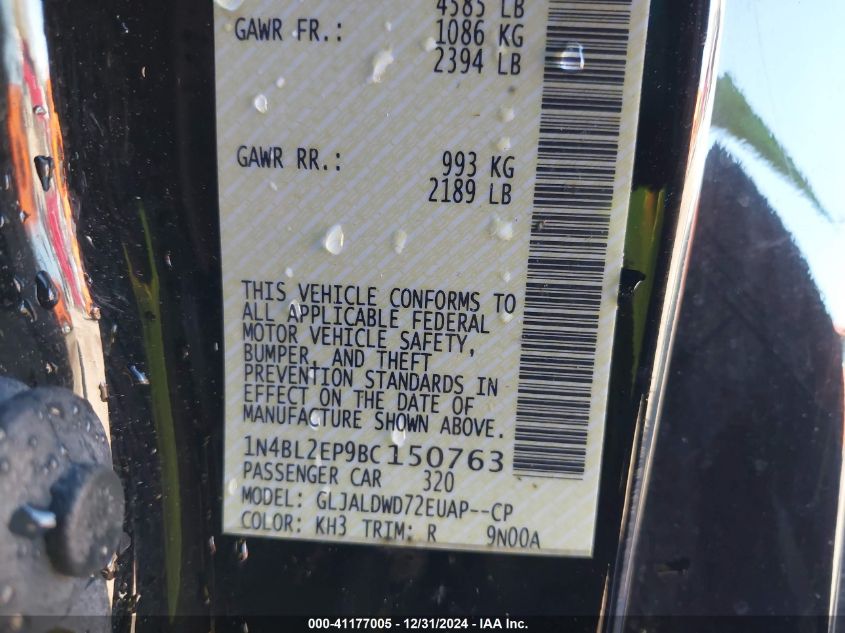 4585 LB
GAWR FR.: 1086 KG
2394 LB
GAWR RR.: 993 KG
2189 LB
THIS VEHICLE CONFORMS TO
ALL APPLICABLE FEDERAL
MOTOR VEHICLE SAFETY,
BUMPER, AND THEFT
PREVENTION STANDARDS IN
EFFECT ON THE DATE OF
MANUFACTURE SHOWN ABOVE.
1N4BL2EP9BC150763
PASSENGER CAR 320
MODEL: GLJALDWD72EUAP--CP
COLOR: KH3 TRIM: R 9N00A
000-41177005 - 12/31/2024 - IAA Inc.